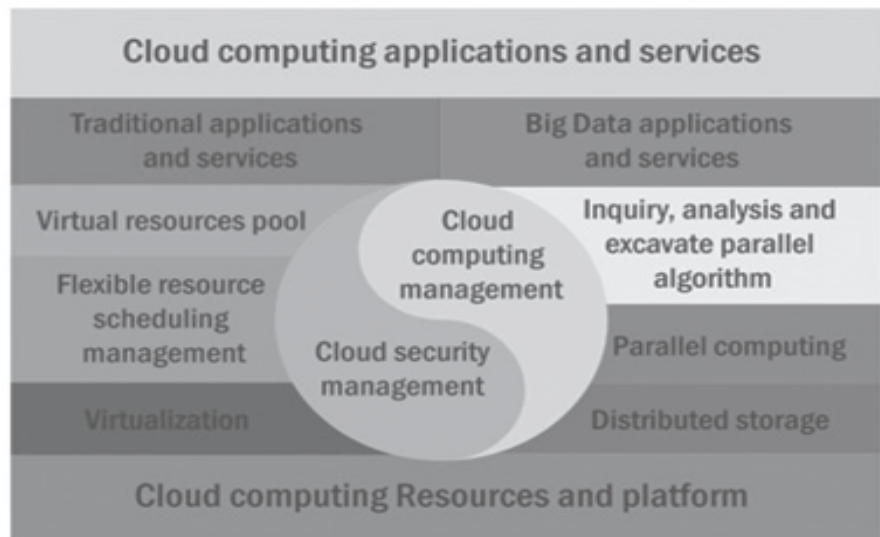 Cloud computing applications and services
Traditional applications
and services
Big Data applications
and services
Virtual resources pool
Flexible resource
scheduling
management
Virtualization
Cloud
computing
management
Cloud security
management
Inquiry, analysis and
excavate parallel
algorithm
Parallel computing
Distributed storage
Cloud computing Resources and platform